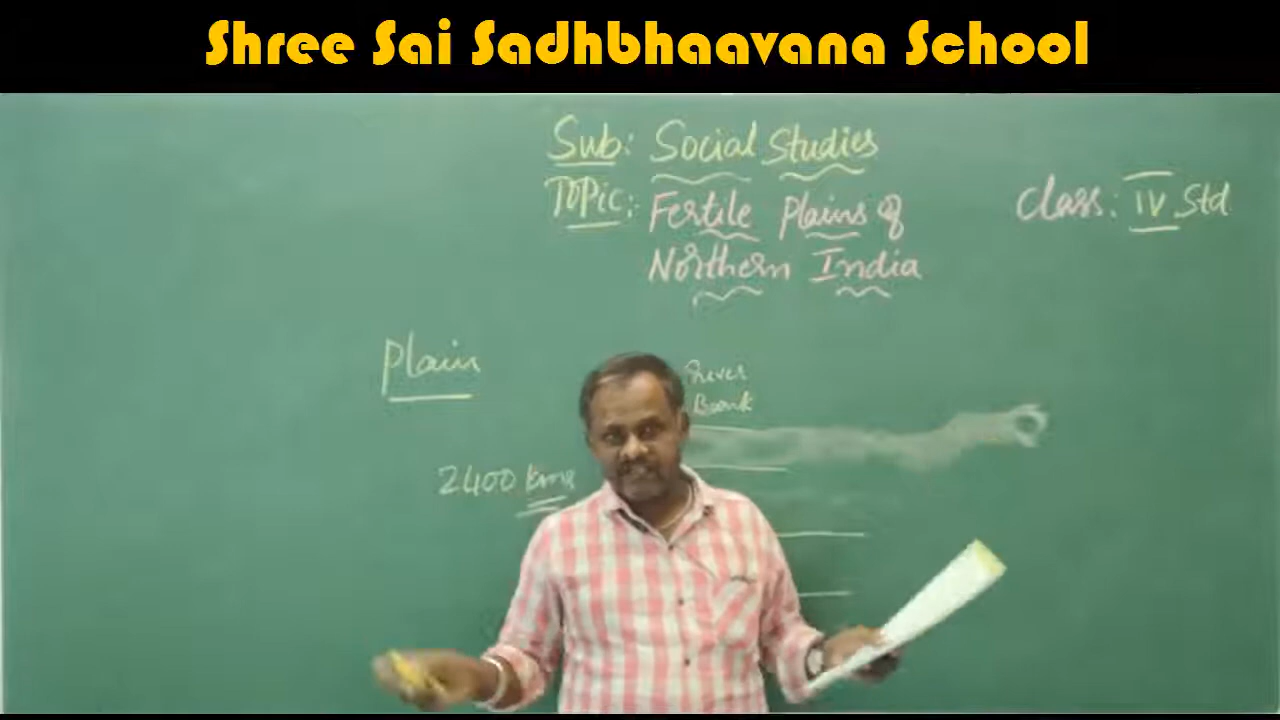 Shree Sai Sadhbhaavana School
Sub: Social Studies
Topic: Fertile Plains of
Northern India
Class: IV Std
Plain
River
Bank
2400 kms